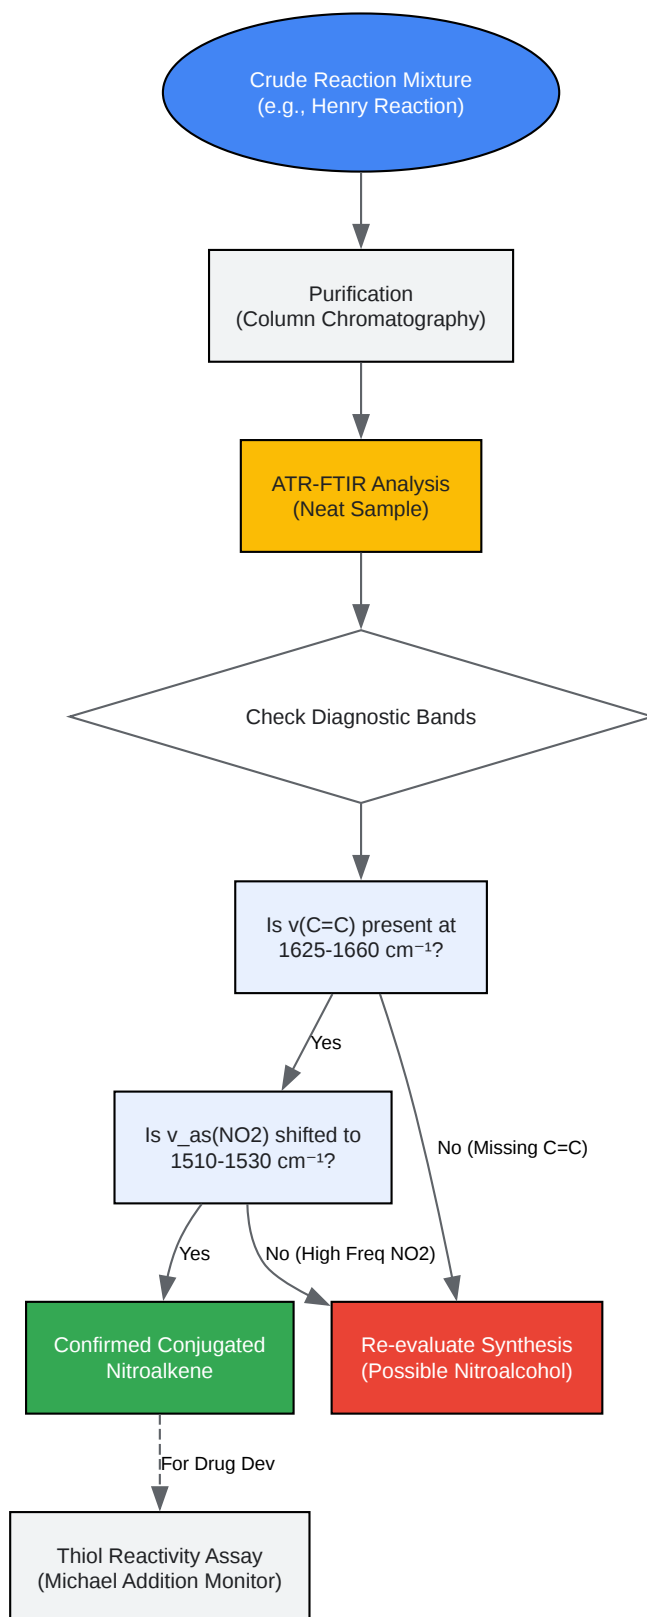 Crude Reaction Mixture
(e.g., Henry Reaction)
Purification
(Column Chromatography)
ATR-FTIR Analysis
(Neat Sample)
Check Diagnostic Bands
Is v(C=C) present at
1625-1660 cm⁻¹?
Yes
No (Missing C=C)
Is v_as(NO2) shifted to
1510-1530 cm⁻¹?
Yes
No (High Freq NO2)
Confirmed Conjugated
Nitroalkene
Re-evaluate Synthesis
(Possible Nitroalcohol)
For Drug Dev
Thiol Reactivity Assay
(Michael Addition Monitor)